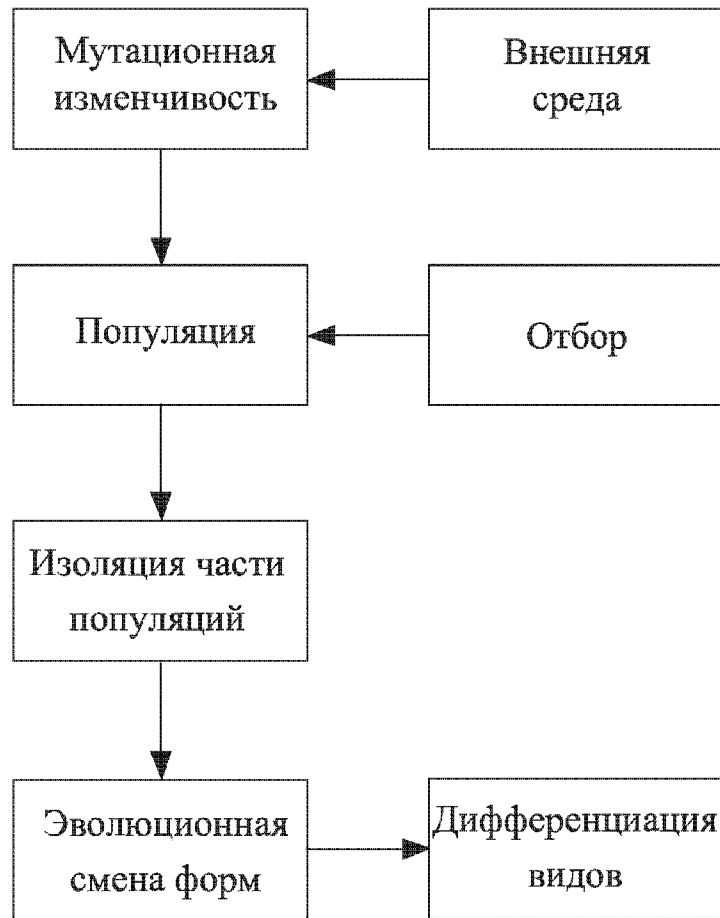 Мутационная
изменчивость
Внешняя
среда
Популяция
Отбор
Изоляция части
популяций
Эволюционная
смена форм
Дифференциация
видов